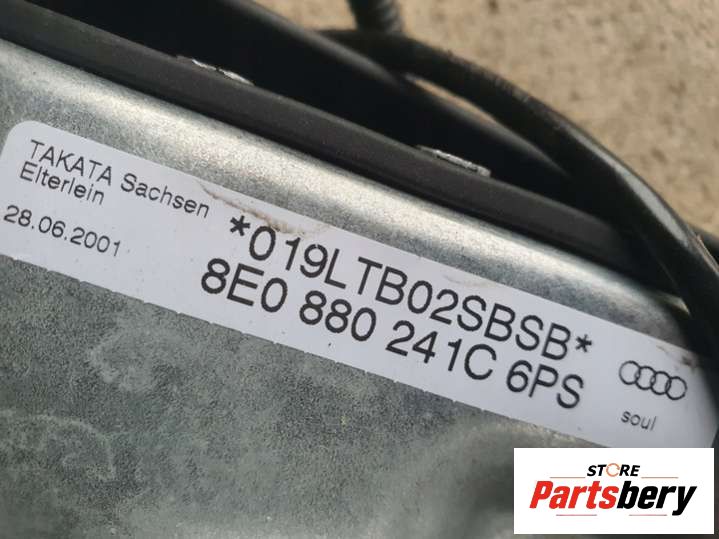 TAKATA Sachsen
Elterlein
28.06.2001
*019LTB02SBSB*
8E0 880 241C 6PS
soul
STORE
Partsbery